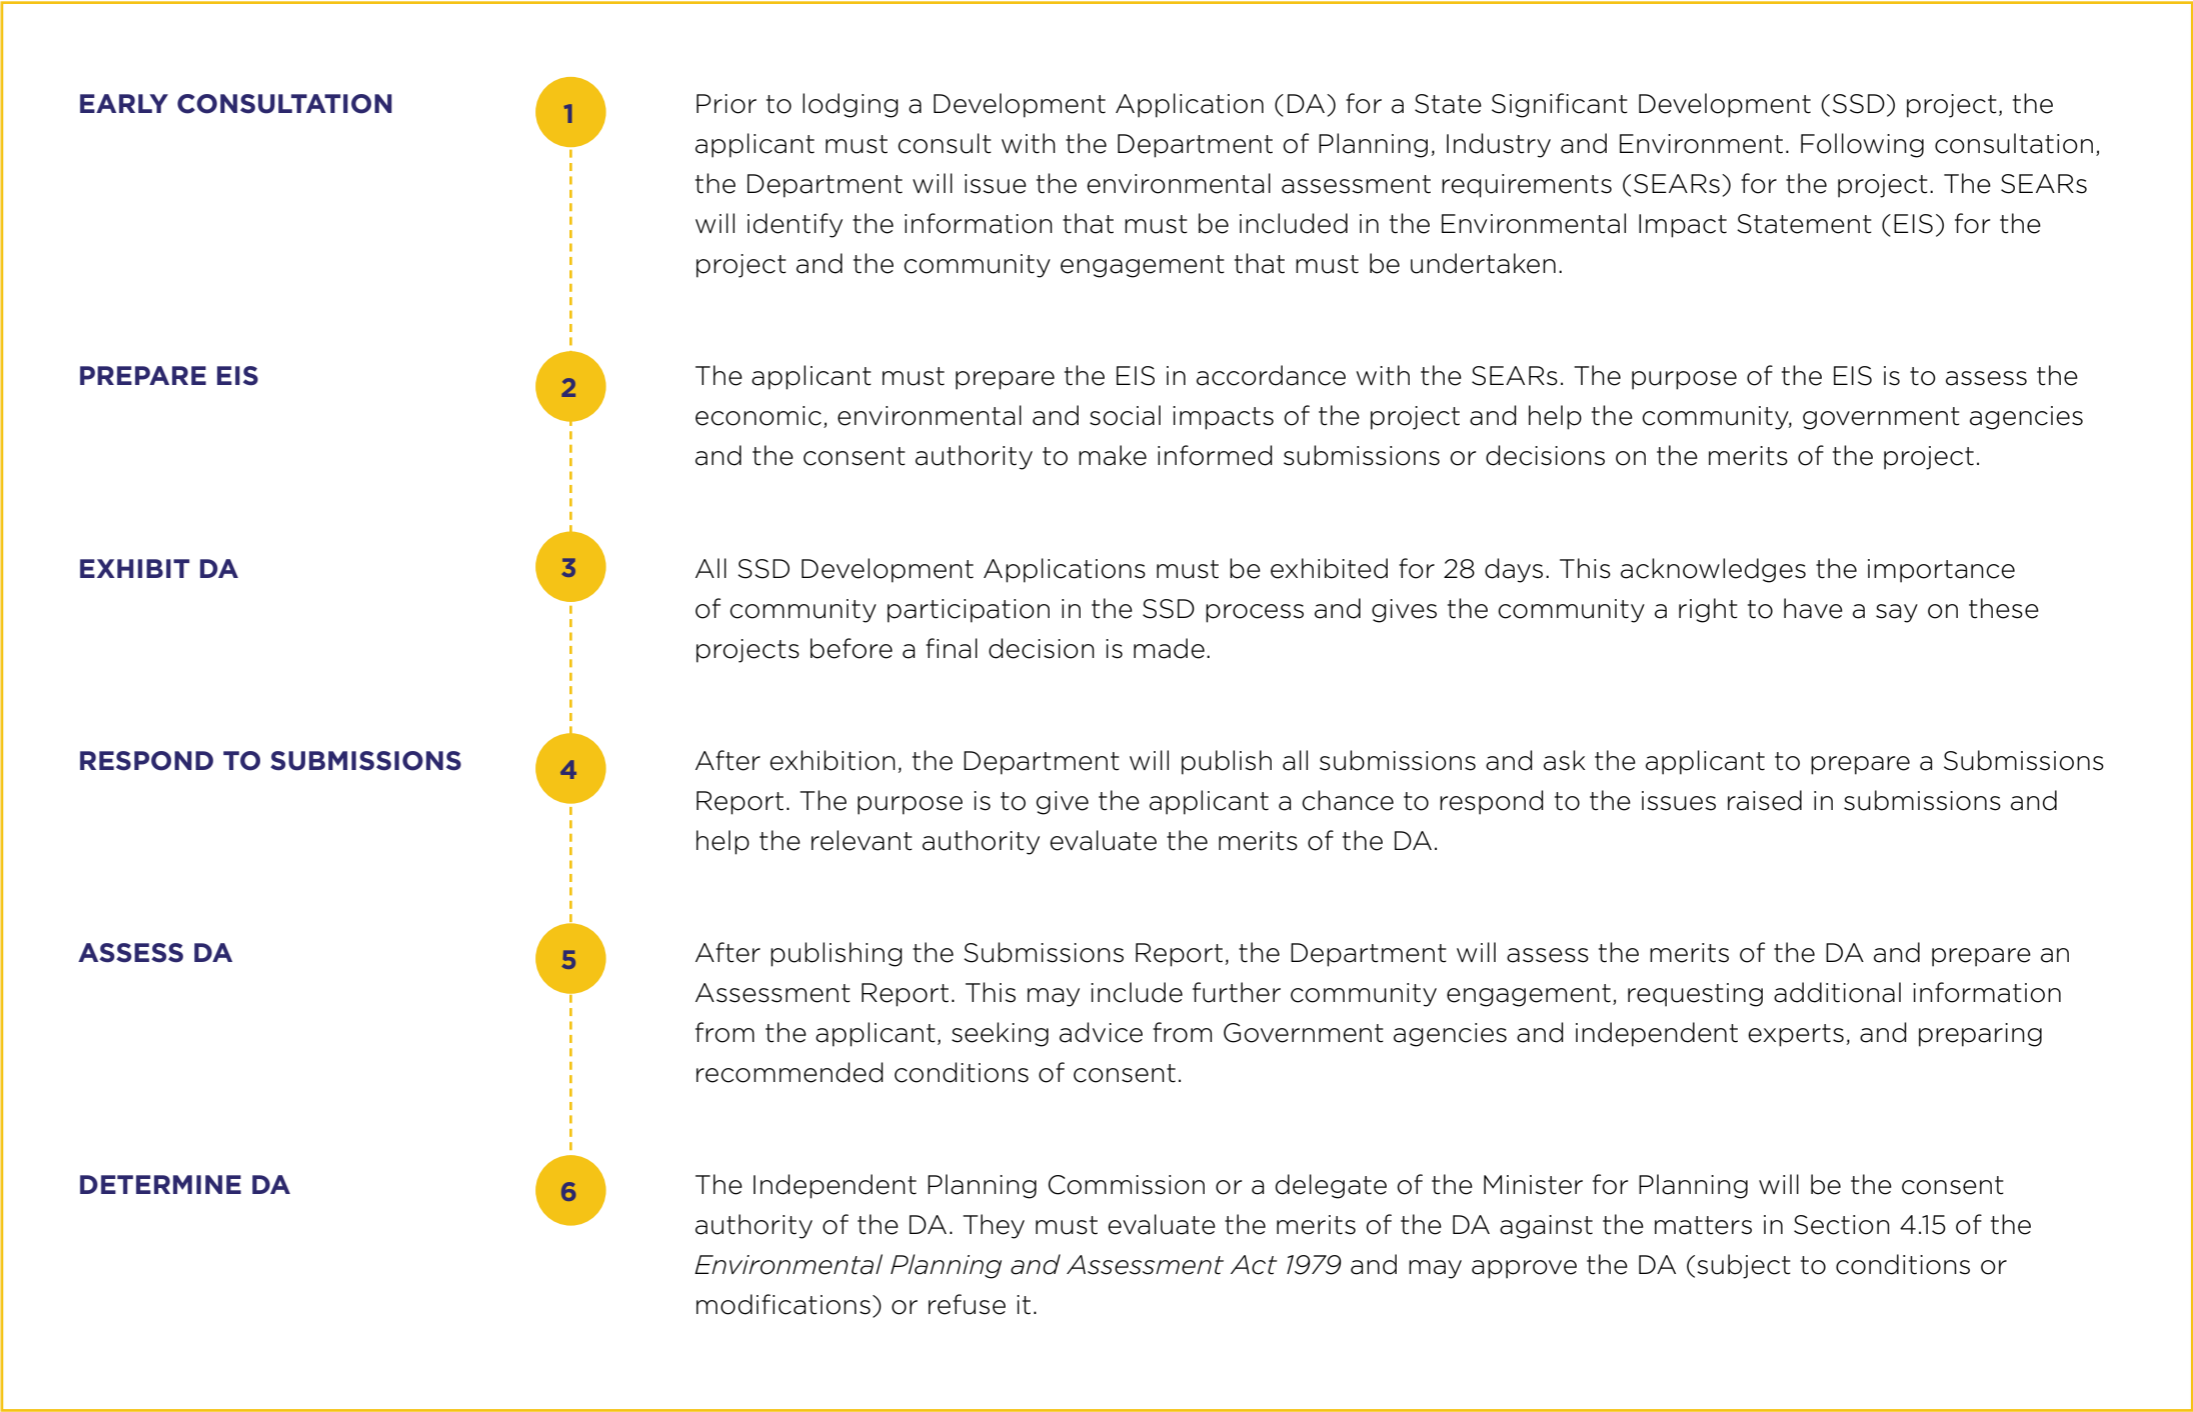 EARLY CONSULTATION
1
Prior to lodging a Development Application (DA) for a State Significant Development (SSD) project, the
applicant must consult with the Department of Planning, Industry and Environment. Following consultation,
the Department will issue the environmental assessment requirements (SEARs) for the project. The SEARs
will identify the information that must be included in the Environmental Impact Statement (EIS) for the
project and the community engagement that must be undertaken.
PREPARE EIS
2
The applicant must prepare the EIS in accordance with the SEARs. The purpose of the EIS is to assess the
economic, environmental and social impacts of the project and help the community, government agencies
and the consent authority to make informed submissions or decisions on the merits of the project.
EXHIBIT DA
3
All SSD Development Applications must be exhibited for 28 days. This acknowledges the importance
of community participation in the SSD process and gives the community a right to have a say on these
projects before a final decision is made.
RESPOND TO SUBMISSIONS
4
After exhibition, the Department will publish all submissions and ask the applicant to prepare a Submissions
Report. The purpose is to give the applicant a chance to respond to the issues raised in submissions and
help the relevant authority evaluate the merits of the DA.
ASSESS DA
5
After publishing the Submissions Report, the Department will assess the merits of the DA and prepare an
Assessment Report. This may include further community engagement, requesting additional information
from the applicant, seeking advice from Government agencies and independent experts, and preparing
recommended conditions of consent.
DETERMINE DA
6
The Independent Planning Commission or a delegate of the Minister for Planning will be the consent
authority of the DA. They must evaluate the merits of the DA against the matters in Section 4.15 of the
Environmental Planning and Assessment Act 1979 and may approve the DA (subject to conditions or
modifications) or refuse it.